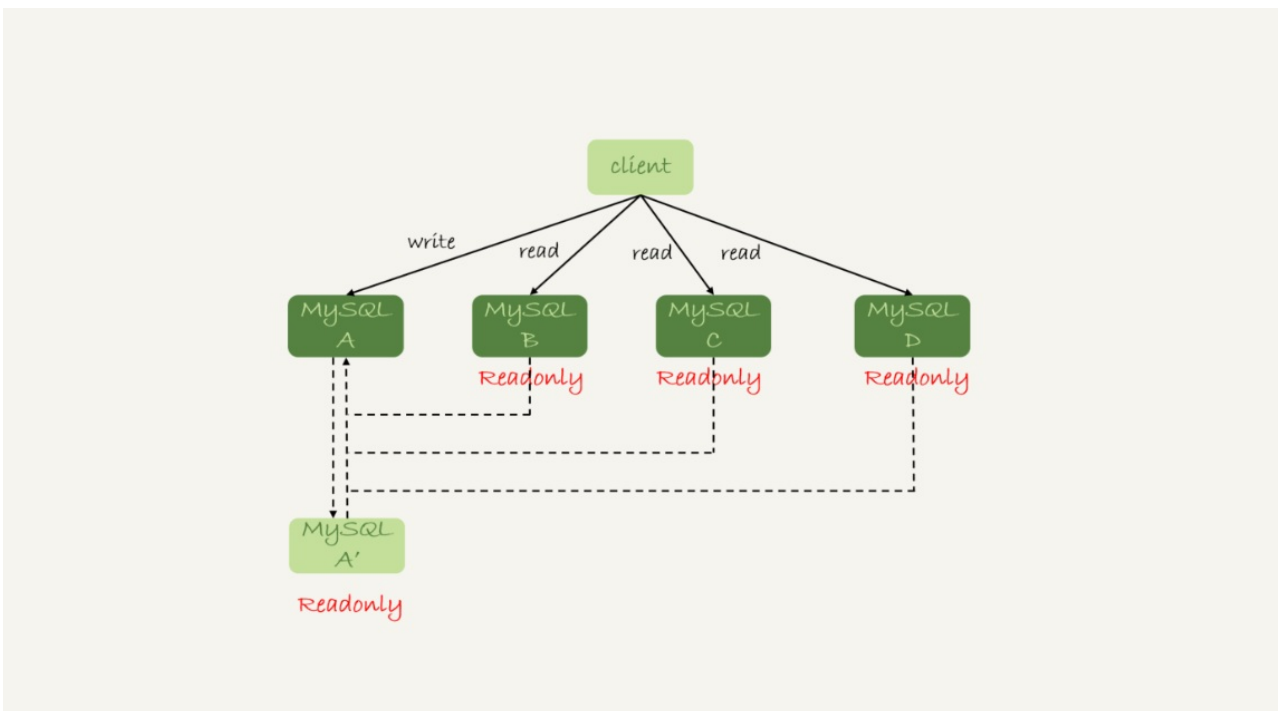 client
write
read
read
read
MySQL
A
MySQL
B
MySQL
C
MySQL
D
Readonly
Readonly
Readonly
MySQL
A'
Readonly